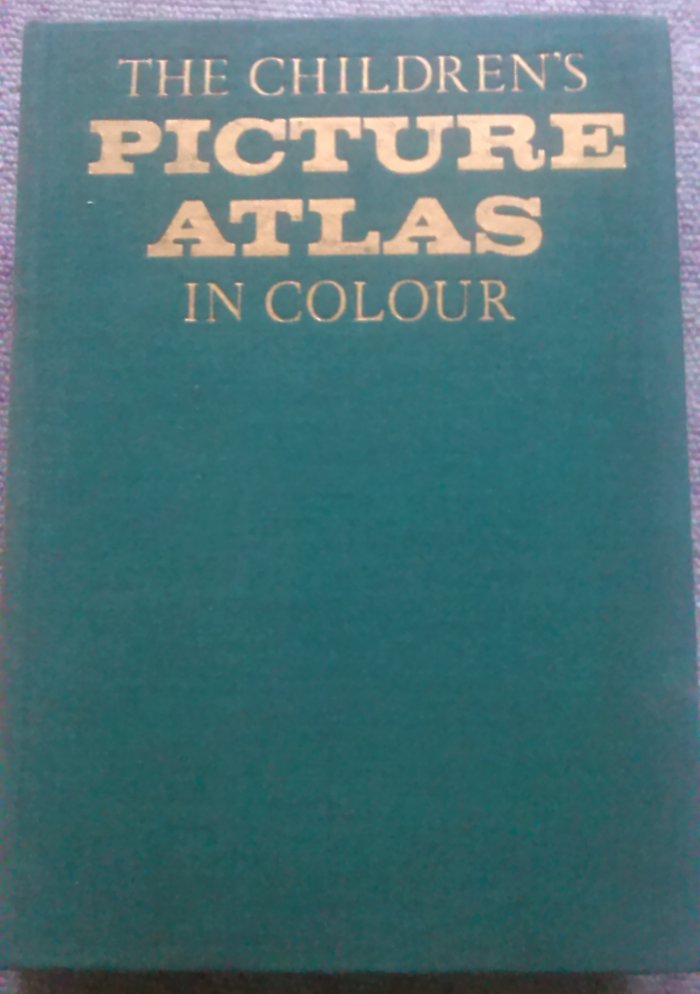 THE CHILDREN'S
PICTURE
ATLAS
IN COLOUR